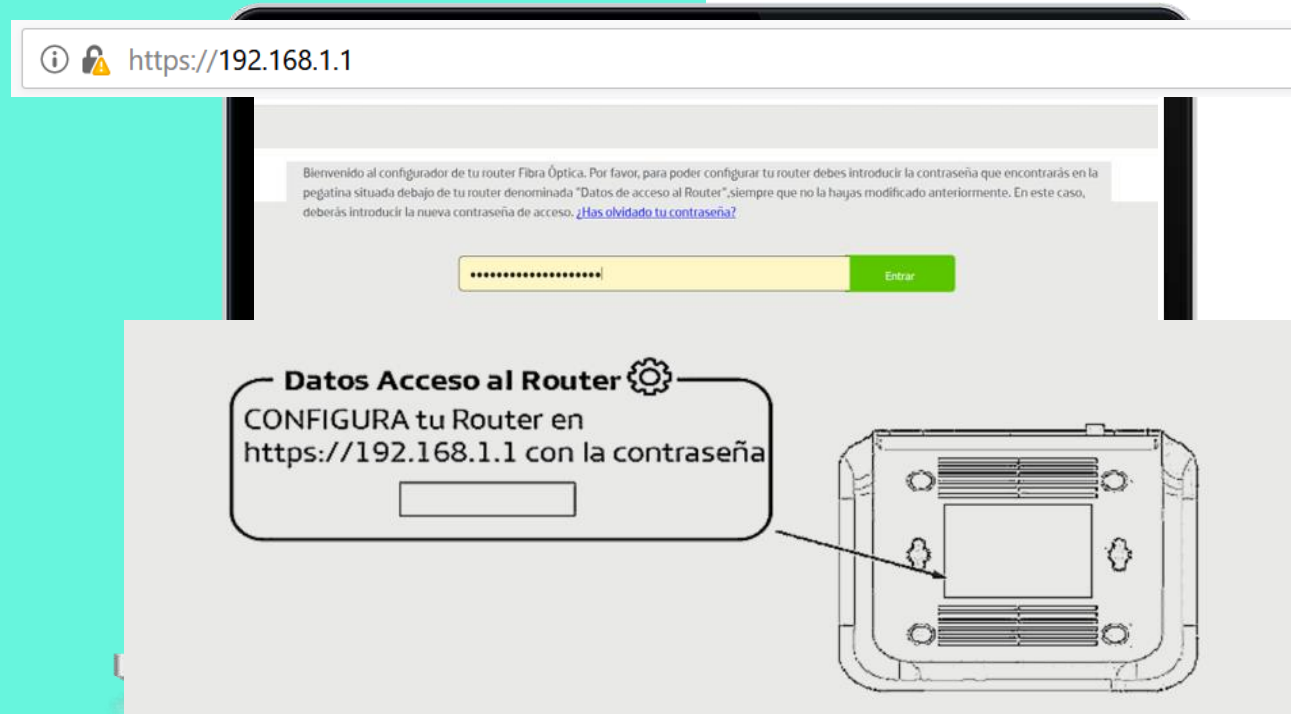 https://192.168.1.1
Bienvenido al configurador de tu router Fibra Óptica. Por favor, para poder configurar tu router debes introducir la contraseña que encontrarás en la
pegatina situada debajo de tu router denominada "Datos de acceso al Router",siempre que no la hayas modificado anteriormente. En este caso,
deberás introducir la nueva contraseña de acceso. ¿Has olvidado tu contraseña?
Entrar
Datos Acceso al Router
CONFIGURA tu Router en
https://192.168.1.1 con la contraseña